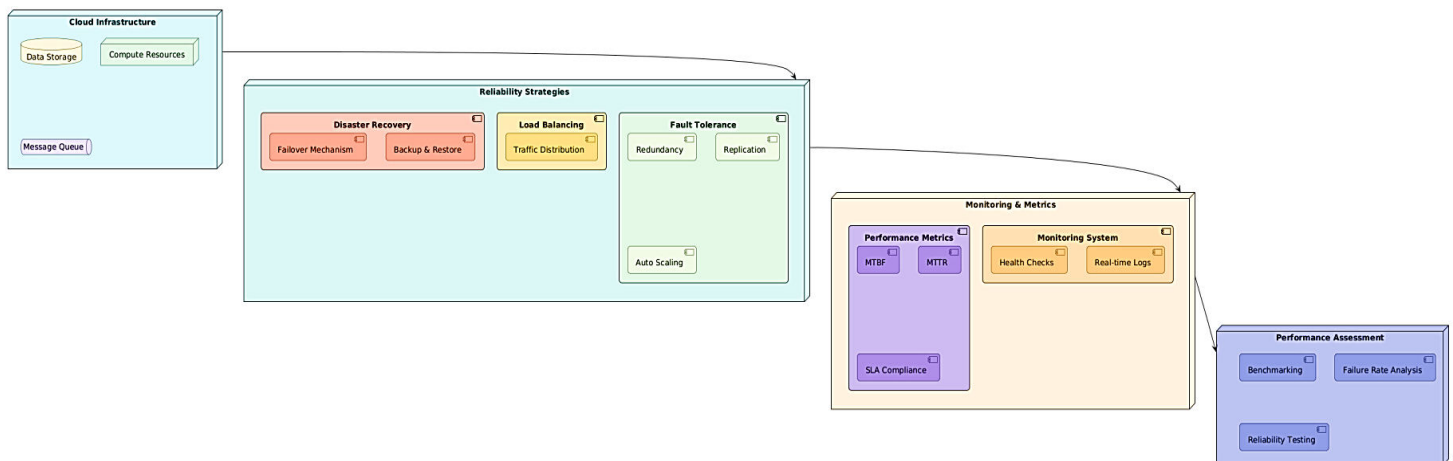 Cloud Infrastructure
Data Storage
Compute Resources
Message Queue
Reliability Strategies
Disaster Recovery
Failover Mechanism
Backup & Restore
Load Balancing
Traffic Distribution
Fault Tolerance
Redundancy
Replication
Auto Scaling
Monitoring & Metrics
Performance Metrics
MTBF
MTTR
SLA Compliance
Monitoring System
Health Checks
Real-time Logs
Performance Assessment
Benchmarking
Failure Rate Analysis
Reliability Testing